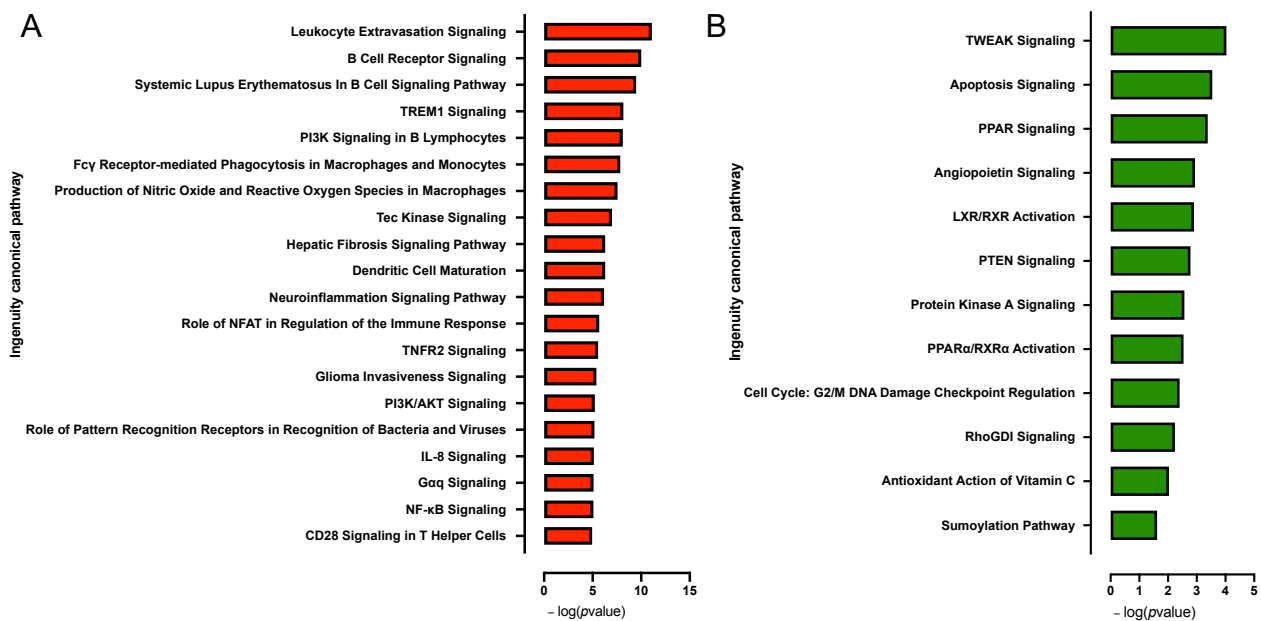 A
Ingenuity canonical pathway
Leukocyte Extravasation Signaling
B Cell Receptor Signaling
Systemic Lupus Erythematosus In B Cell Signaling Pathway
TREM1 Signaling
PI3K Signaling in B Lymphocytes
Fcγ Receptor-mediated Phagocytosis in Macrophages and Monocytes
Production of Nitric Oxide and Reactive Oxygen Species in Macrophages
Tec Kinase Signaling
Hepatic Fibrosis Signaling Pathway
Dendritic Cell Maturation
Neuroinflammation Signaling Pathway
Role of NFAT in Regulation of the Immune Response
TNFR2 Signaling
Glioma Invasiveness Signaling
PI3K/AKT Signaling
Role of Pattern Recognition Receptors in Recognition of Bacteria and Viruses
IL-8 Signaling
Gαq Signaling
NF-κB Signaling
CD28 Signaling in T Helper Cells
0 5 10 15
– log(pvalue)
B
Ingenuity canonical pathway
TWEAK Signaling
Apoptosis Signaling
PPAR Signaling
Angiopoietin Signaling
LXR/RXR Activation
PTEN Signaling
Protein Kinase A Signaling
PPARα/RXRα Activation
Cell Cycle: G2/M DNA Damage Checkpoint Regulation
RhoGDI Signaling
Antioxidant Action of Vitamin C
Sumoylation Pathway
0 1 2 3 4 5
– log(pvalue)